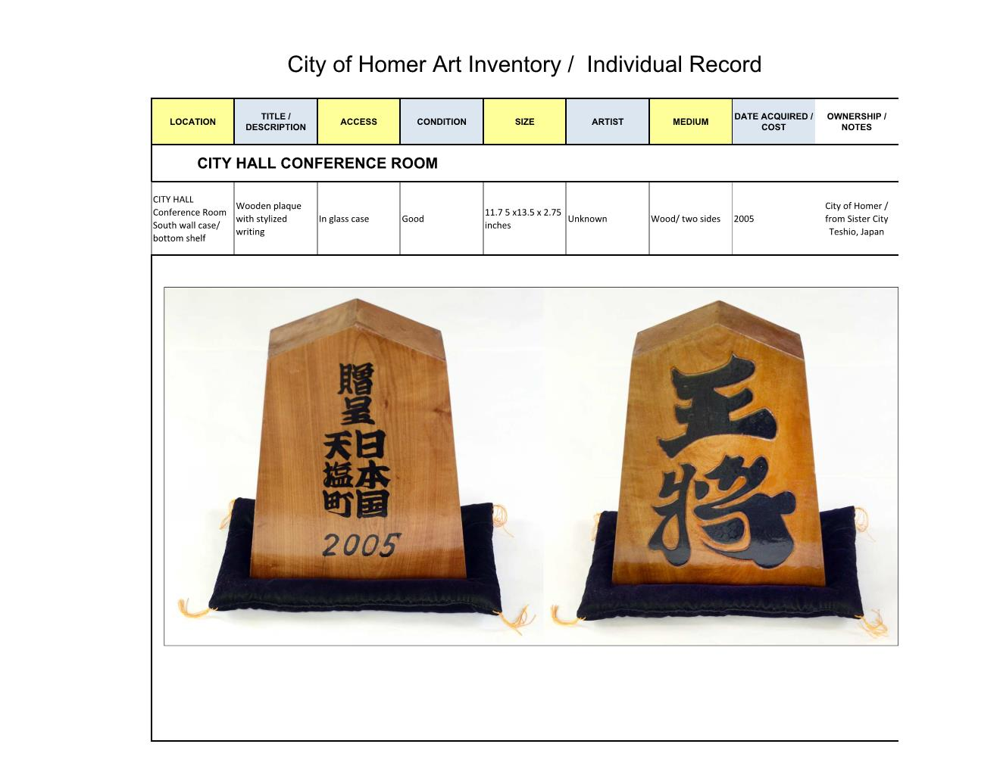 City of Homer Art Inventory /  Individual Record
LOCATION
TITLE /
DESCRIPTION
ACCESS
CONDITION
SIZE
ARTIST
MEDIUM
DATE ACQUIRED /
COST
OWNERSHIP /
NOTES
CITY HALL CONFERENCE ROOM
CITY HALL
Conference Room
South wall case/
bottom shelf
Wooden plaque
with stylized
writing
In glass case
Good
11.7 5 x13.5 x 2.75
inches
Unknown
Wood/ two sides
2005
City of Homer /
from Sister City
Teshio, Japan
贈呈
日本国
天塩町
2005
王将